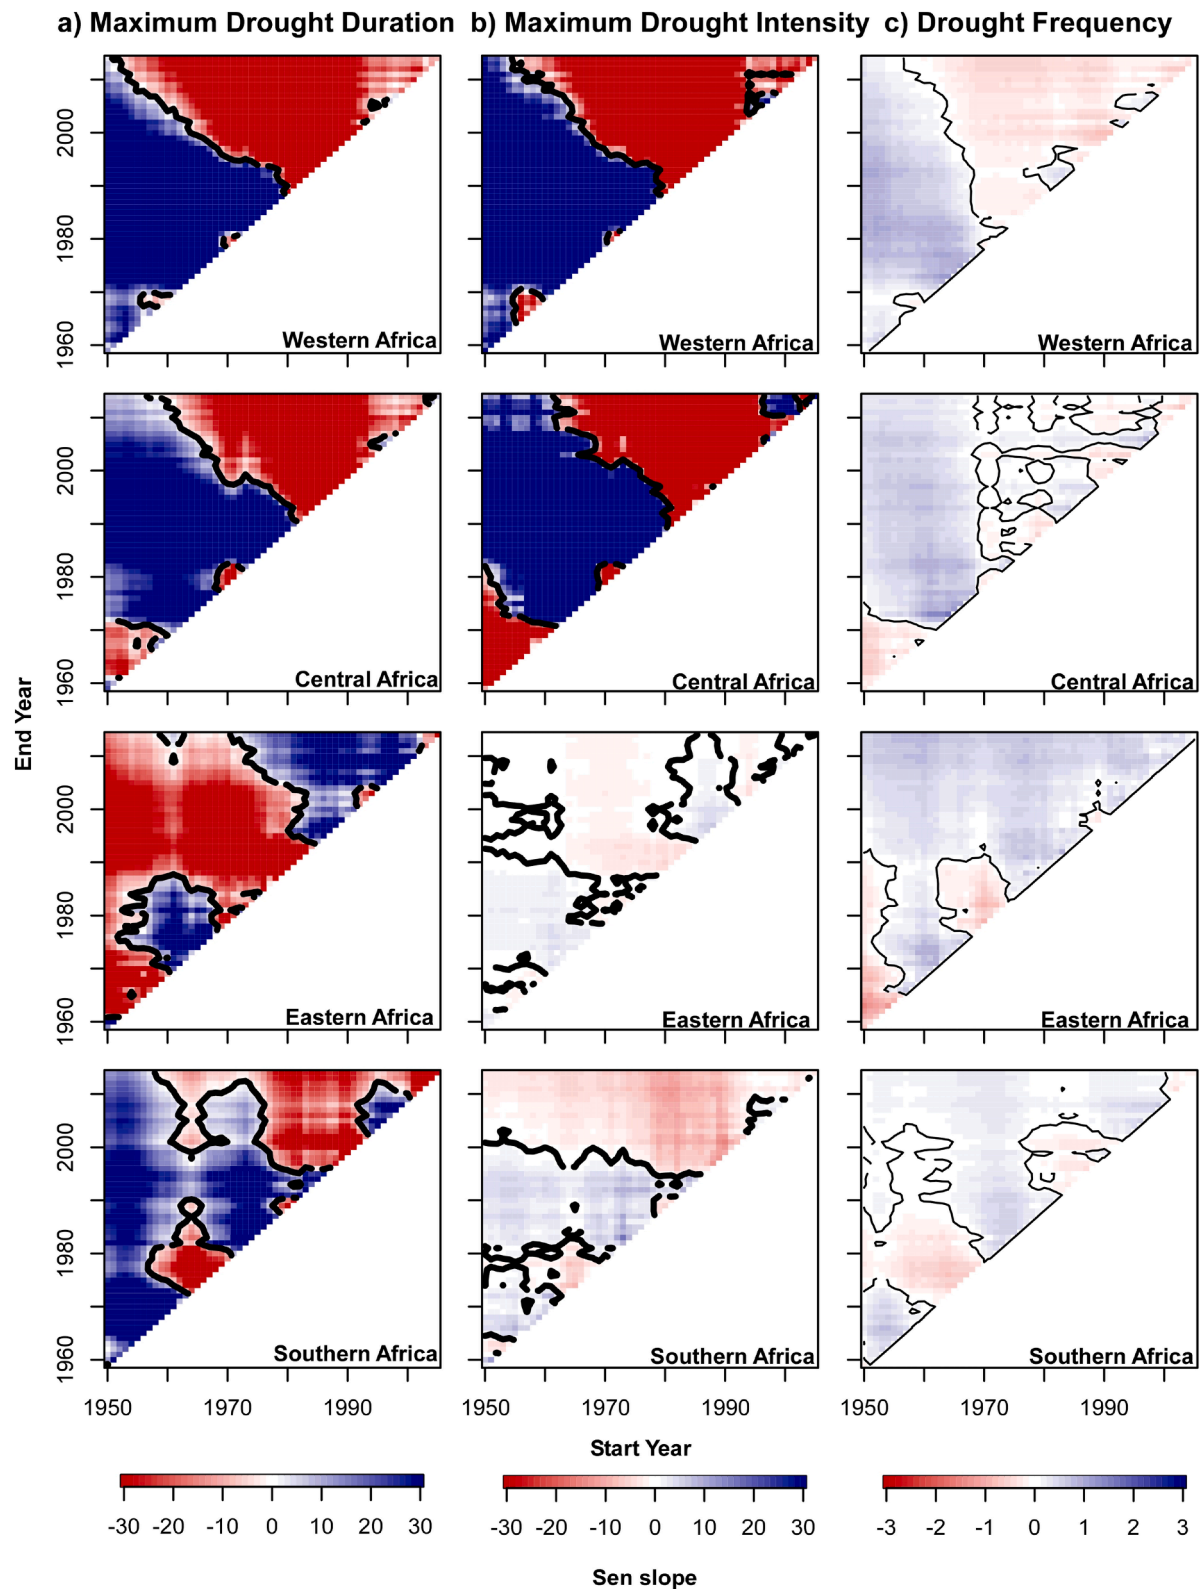 a) Maximum Drought Duration b) Maximum Drought Intensity c) Drought Frequency
2000
1980
1960
Western Africa
Western Africa
Western Africa
2000
1980
1960
Central Africa
Central Africa
Central Africa
End Year
2000
1980
1960
Eastern Africa
Eastern Africa
Eastern Africa
2000
1980
1960
Southern Africa
Southern Africa
Southern Africa
1950 1970 1990 1950 1970 1990 1950 1970 1990
Start Year
-30 -20 -10 0 10 20 30 -30 -20 -10 0 10 20 30 -3 -2 -1 0 1 2 3
Sen slope